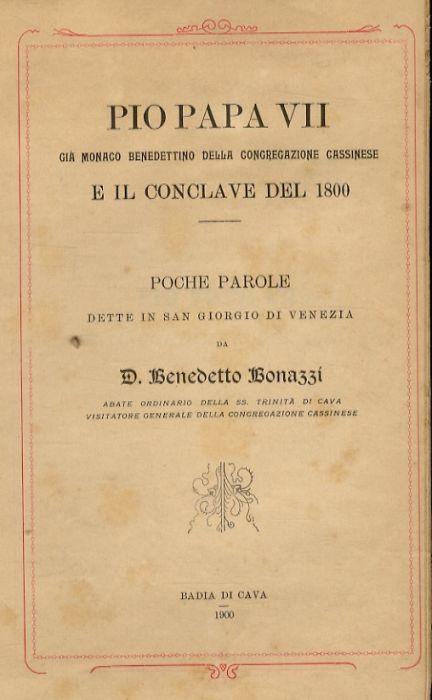 PIO PAPA VII
GIÀ MONACO BENEDETTINO DELLA CONGREGAZIONE CASSINESE
E IL CONCLAVE DEL 1800
POCHE PAROLE
DETTE IN SAN GIORGIO DI VENEZIA
DA
D. Benedetto Bonazzi
ABATE ORDINARIO DELLA SS. TRINITÀ DI CAVA
VISITATORE GENERALE DELLA CONGREGAZIONE CASSINESE
BADIA DI CAVA
1900